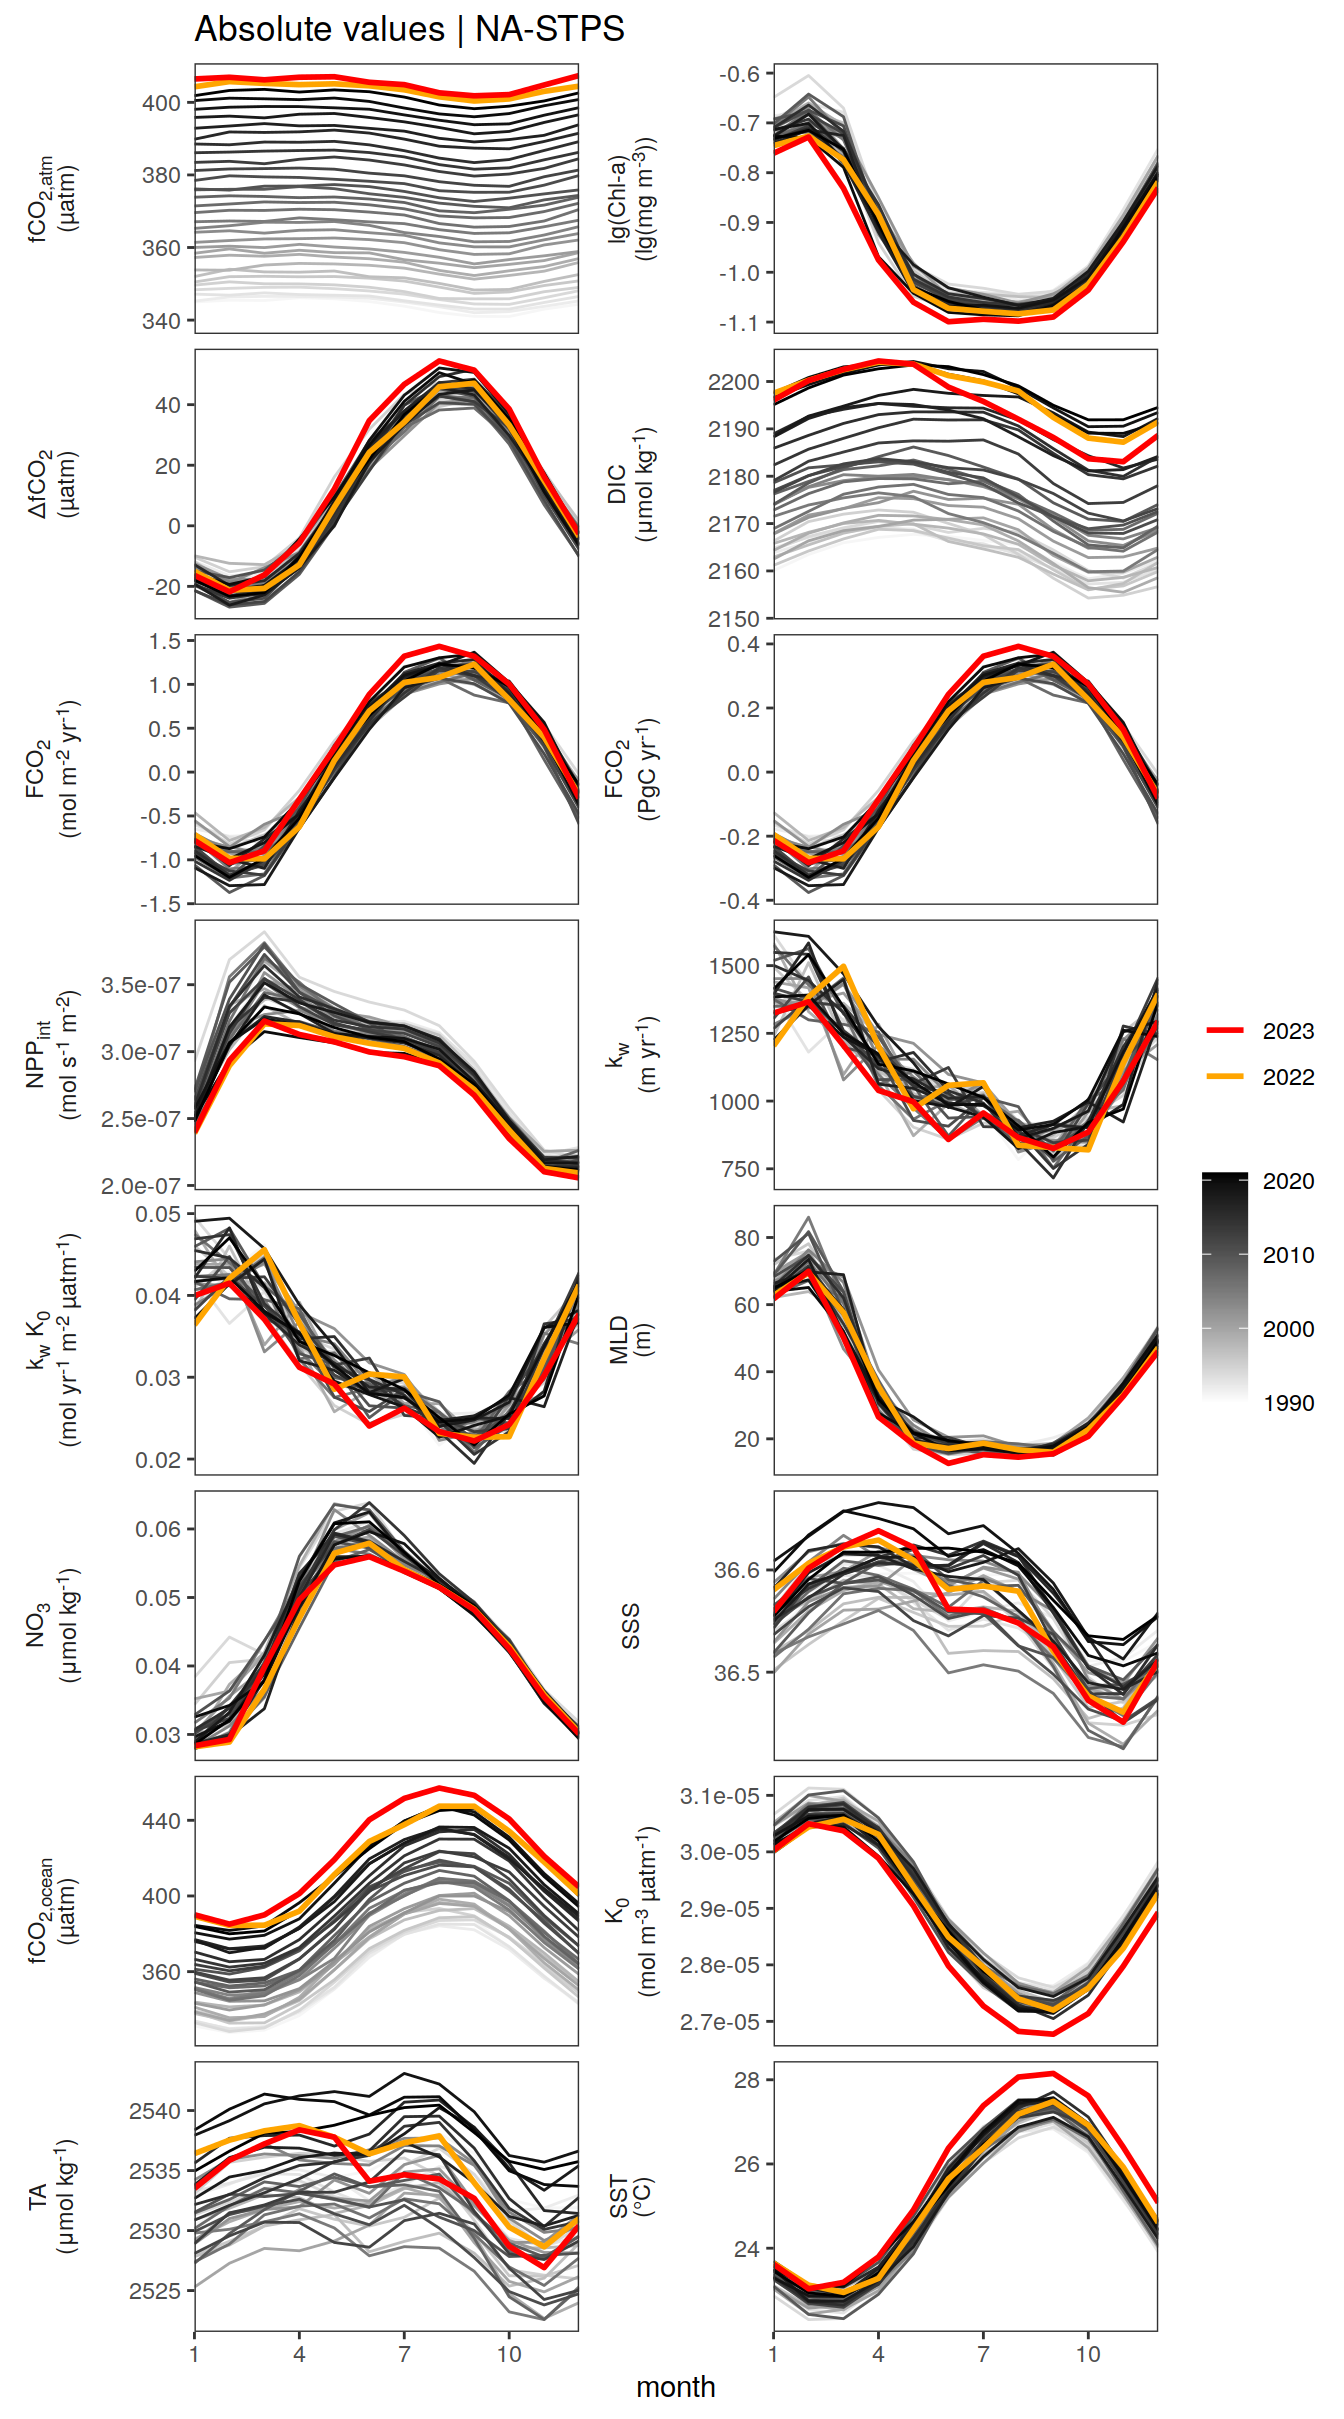 Absolute values | NA-STPS
fCO2,atm
(µatm)
400
380
360
340
lg(Chl-a)
(lg(mg m-3))
-0.6
-0.7
-0.8
-0.9
-1.0
-1.1
ΔfCO2
(µatm)
40
20
0
-20
DIC
(µmol kg-1)
2200
2190
2180
2170
2160
2150
FCO2
(mol m-2 yr-1)
1.5
1.0
0.5
0.0
-0.5
-1.0
-1.5
FCO2
(PgC yr-1)
0.4
0.2
0.0
-0.2
-0.4
NPPint
(mol s-1 m-2)
3.5e-07
3.0e-07
2.5e-07
2.0e-07
kw
(m yr-1)
1500
1250
1000
750
2023
2022
2020
2010
2000
1990
kw K0
(mol yr-1 m-2 µatm-1)
0.05
0.04
0.03
0.02
MLD
(m)
80
60
40
20
NO3
(µmol kg-1)
0.06
0.05
0.04
0.03
SSS
36.6
36.5
fCO2,ocean
(µatm)
440
400
360
K0
(mol m-3 µatm-1)
3.1e-05
3.0e-05
2.9e-05
2.8e-05
2.7e-05
TA
(µmol kg-1)
2540
2535
2530
2525
SST
(°C)
28
26
24
1 4 7 10
1 4 7 10
month